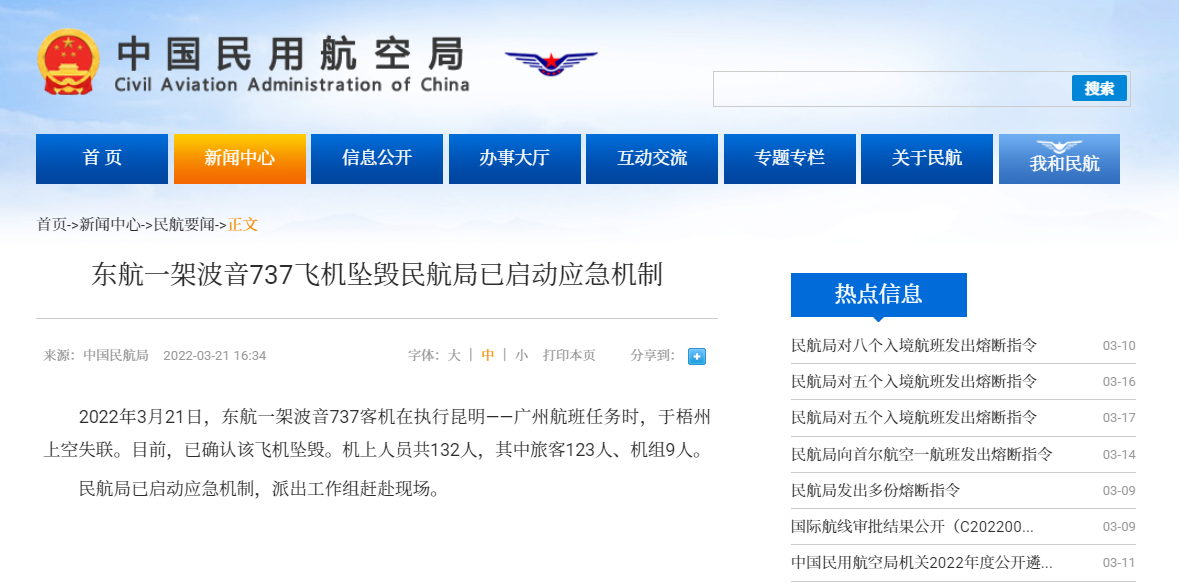 中国民用航空局
Civil Aviation Administration of China
搜索
首 页
新闻中心
信息公开
办事大厅
互动交流
专题专栏
关于民航
我和民航
首页->新闻中心->民航要闻->正文
东航一架波音737飞机坠毁民航局已启动应急机制
来源：中国民航局 2022-03-21 16:34
字体：大 | 中 | 小 打印本页 分享到：
2022年3月21日，东航一架波音737客机在执行昆明——广州航班任务时，于梧州
上空失联。目前，已确认该飞机坠毁。机上人员共132人，其中旅客123人、机组9人。
民航局已启动应急机制，派出工作组赶赴现场。
热点信息
民航局对八个入境航班发出熔断指令 03-10
民航局对五个入境航班发出熔断指令 03-16
民航局对五个入境航班发出熔断指令 03-17
民航局向首尔航空一航班发出熔断指令 03-14
民航局发出多份熔断指令 03-09
国际航线审批结果公开（C202200... 03-09
中国民用航空局机关2022年度公开遴... 03-11